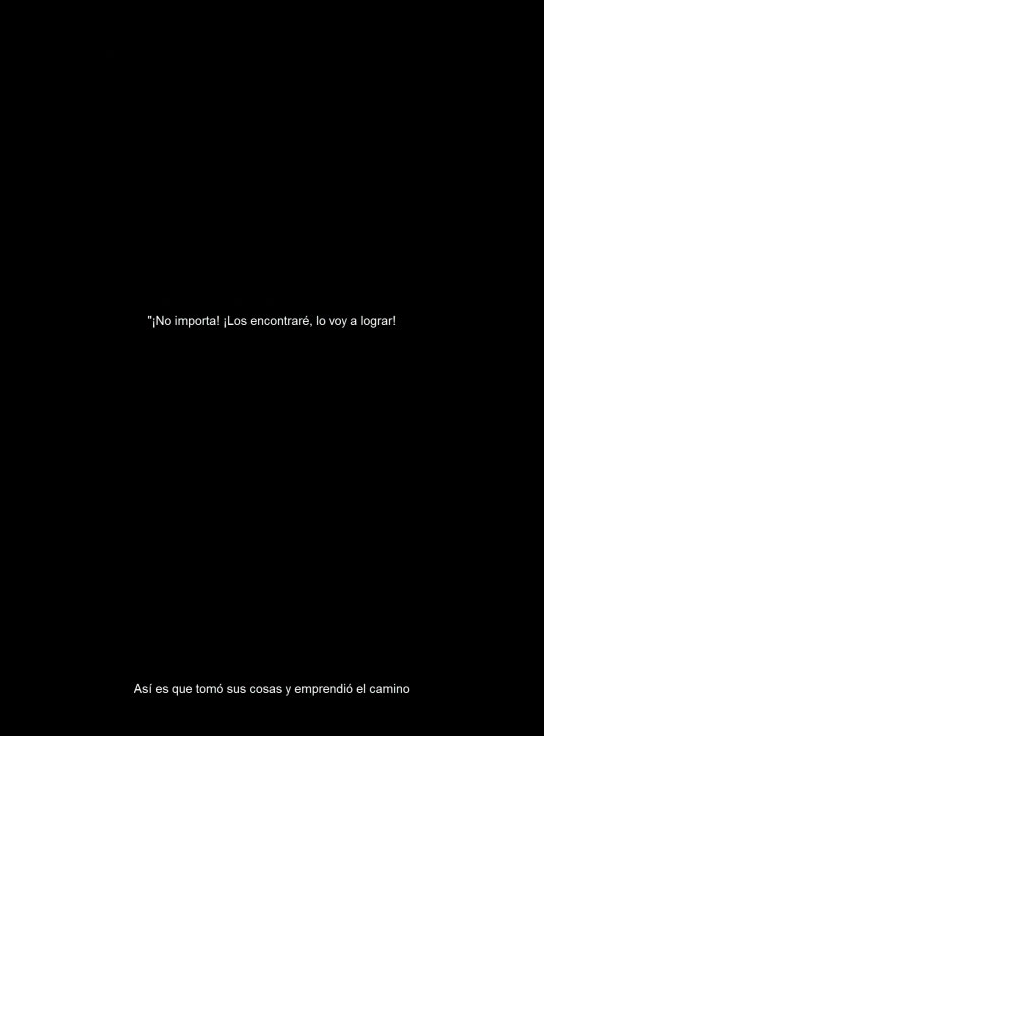 "¡No importa! ¡Los encontraré, lo voy a lograr!
Así es que tomó sus cosas y emprendió el camino